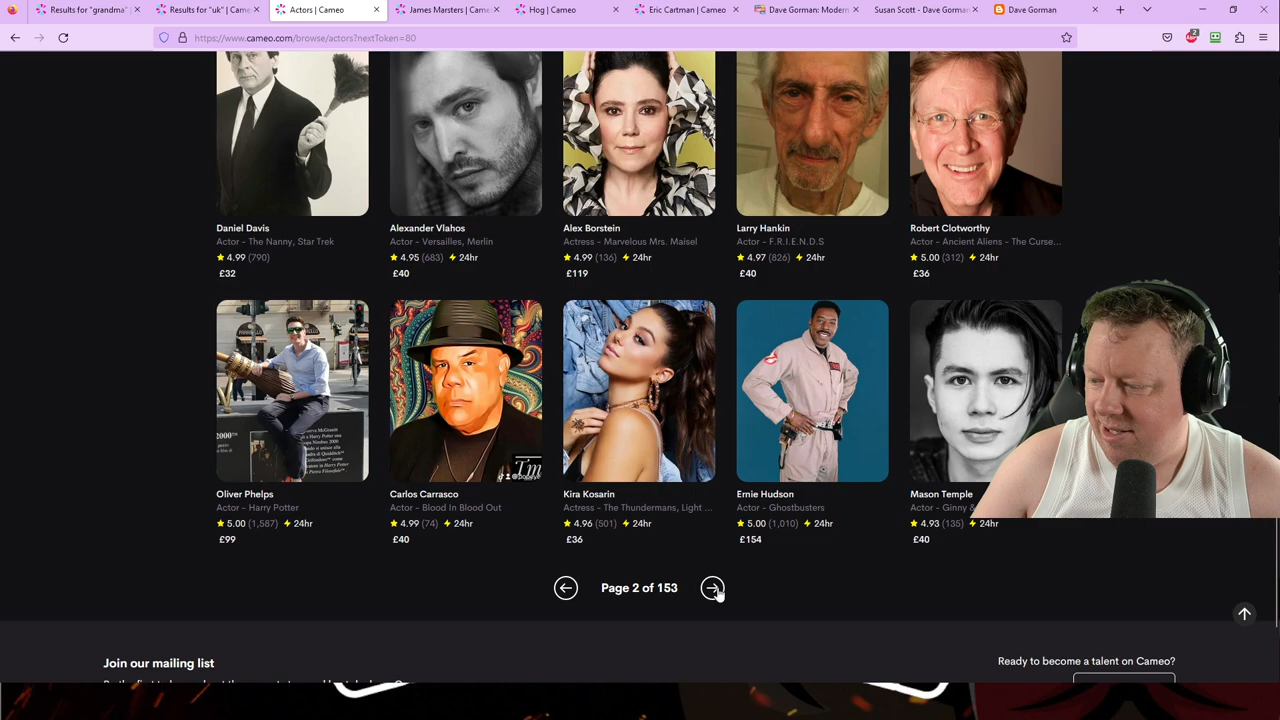 Results for "grandma"
Results for "uk" | Came
Actors | Cameo
James Marsters | Came
Hog | Cameo
Eric Cartman | Cameo
Dave Gorman: Modern
Susan Scott - Dave Gorman
Dave Gorman
https://www.cameo.com/browse/actors?nextToken=80
2
Daniel Davis
Actor - The Nanny, Star Trek
4.99 (790)
£32
Alexander Vlahos
Actor - Versailles, Merlin
4.95 (683) 24hr
£40
Alex Borstein
Actress - Marvelous Mrs. Maisel
4.99 (136) 24hr
£119
Larry Hankin
Actor - F.R.I.E.N.D.S
4.97 (826) 24hr
£40
Robert Clotworthy
Actor - Ancient Aliens - The Curse...
5.00 (312) 24hr
£36
Oliver Phelps
Actor - Harry Potter
5.00 (1,587) 24hr
£99
Carlos Carrasco
Actor - Blood In Blood Out
4.99 (74) 24hr
£40
Kira Kosarin
Actress - The Thundermans, Light ...
4.96 (501) 24hr
£36
Ernie Hudson
Actor - Ghostbusters
5.00 (1,010) 24hr
£154
Mason Temple
Actor - Ginny &
4.93 (135) 24hr
£40
Page 2 of 153
Join our mailing list
Ready to become a talent on Cameo?